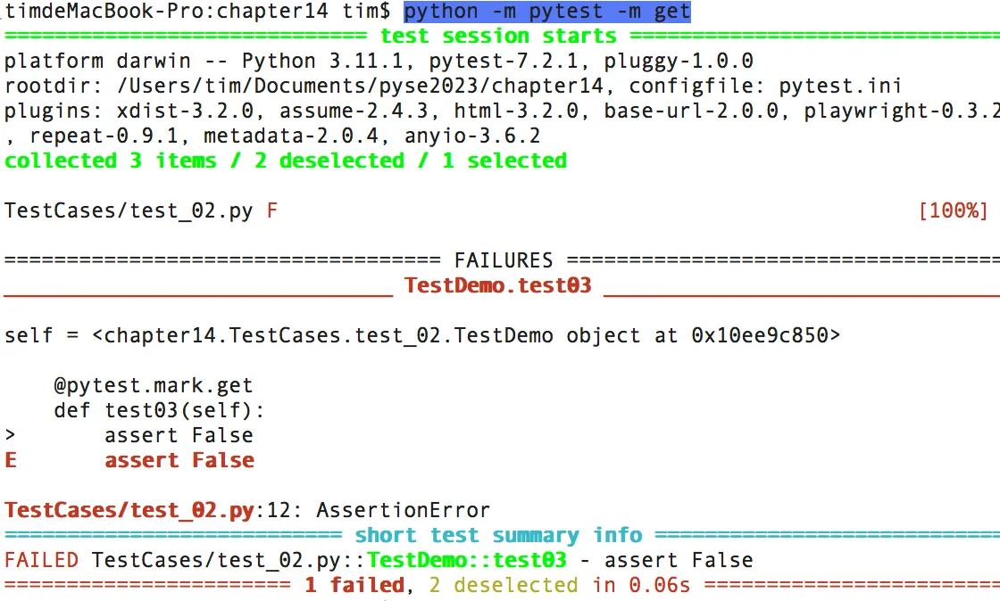 timdeMacBook-Pro:chapter14 tim$ python -m pytest -m get
============================= test session starts ==============================
platform darwin -- Python 3.11.1, pytest-7.2.1, pluggy-1.0.0
rootdir: /Users/tim/Documents/pyse2023/chapter14, configfile: pytest.ini
plugins: xdist-3.2.0, assume-2.4.3, html-3.2.0, base-url-2.0.0, playwright-0.3.2
, repeat-0.9.1, metadata-2.0.4, anyio-3.6.2
collected 3 items / 2 deselected / 1 selected
TestCases/test_02.py F [100%]
=================================== FAILURES ===================================
_______________________________ TestDemo.test03 ________________________________
self = <chapter14.TestCases.test_02.TestDemo object at 0x10ee9c850>
@pytest.mark.get
def test03(self):
> assert False
E assert False
TestCases/test_02.py:12: AssertionError
=========================== short test summary info ============================
FAILED TestCases/test_02.py::TestDemo::test03 - assert False
======================= 1 failed, 2 deselected in 0.06s ========================